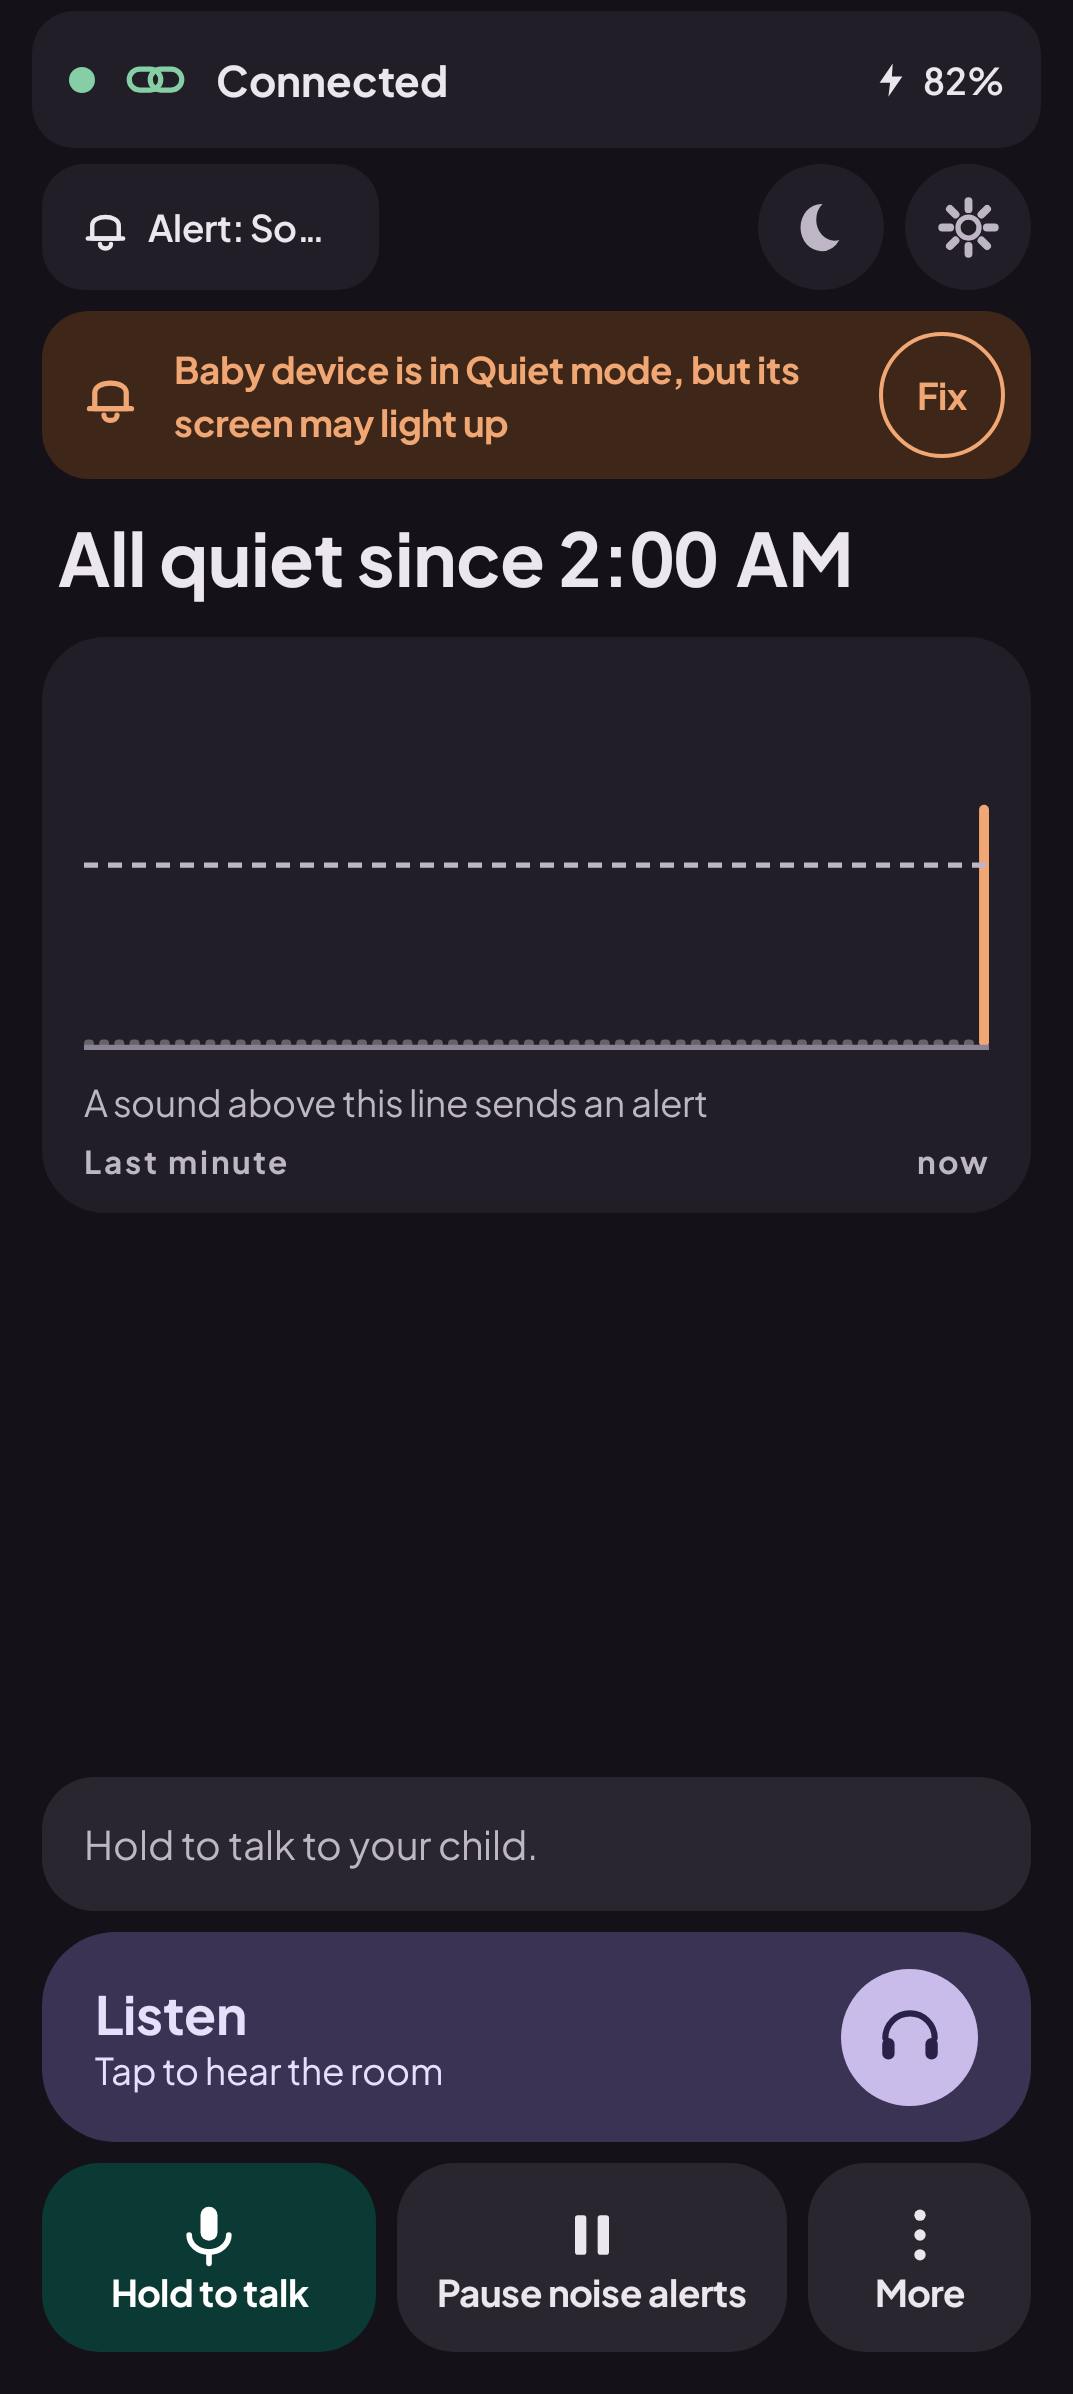 Connected
82%
Alert: So...
Baby device is in Quiet mode, but its
screen may light up
Fix
All quiet since 2:00 AM
A sound above this line sends an alert
Last minute
now
Hold to talk to your child.
Listen
Tap to hear the room
Hold to talk
Pause noise alerts
More